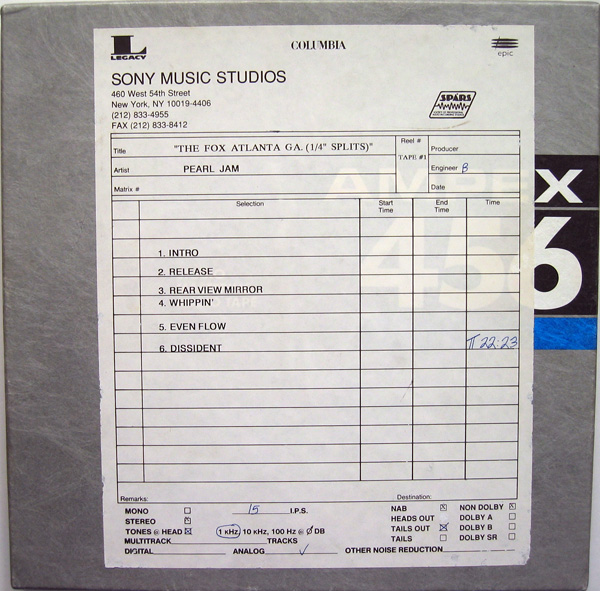 L
LEGACY
COLUMBIA
epic
SONY MUSIC STUDIOS
460 West 54th Street
New York, NY 10019-4406
(212) 833-4955
FAX (212) 833-8412
SPARS
Title "THE FOX ATLANTA GA. (1/4" SPLITS)"
Reel #
TAPE #1
Producer
Artist PEARL JAM
Engineer B
Matrix #
Date
AMPEX
456
Selection
Start Time
End Time
Time
1. INTRO
2. RELEASE
3. REAR VIEW MIRROR
4. WHIPPIN'
5. EVEN FLOW
6. DISSIDENT
22:23
Remarks:
Destination:
MONO
15 I.P.S.
NAB
NON DOLBY
STEREO
HEADS OUT
DOLBY A
TONES @ HEAD
1 KHz 10 KHz, 100 Hz @ Ø DB
TAILS OUT
DOLBY B
MULTITRACK TRACKS
TAILS
DOLBY SR
DIGITAL ANALOG
OTHER NOISE REDUCTION